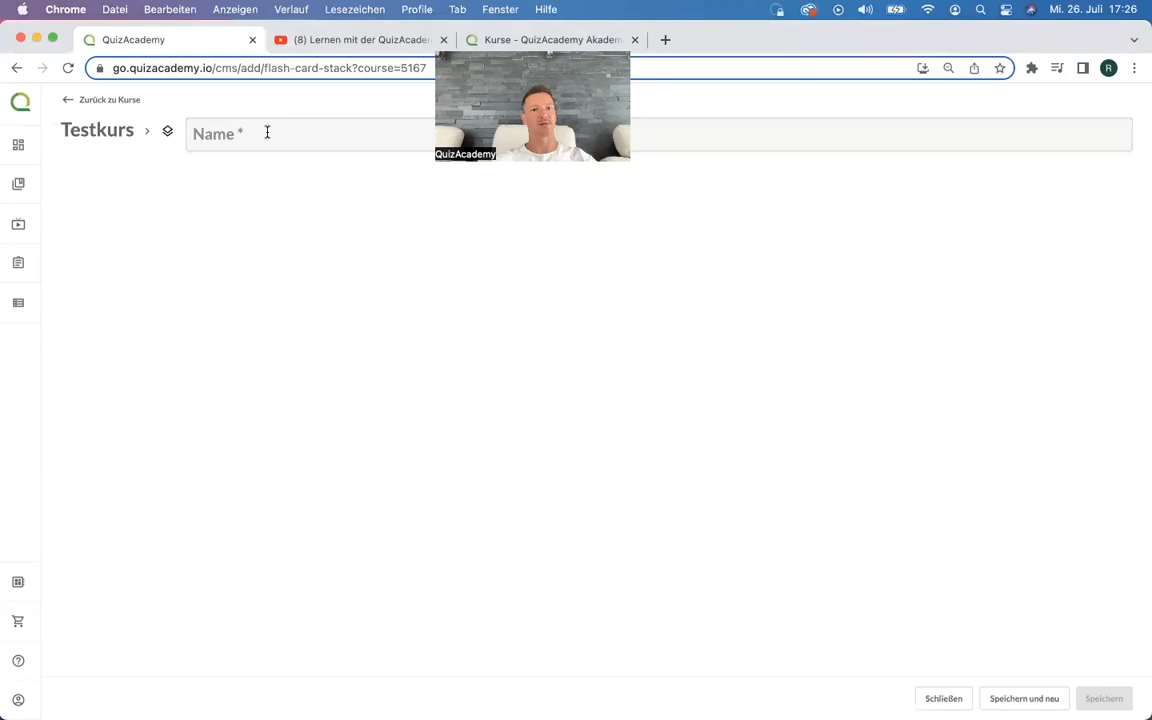 Chrome Datei Bearbeiten Anzeigen Verlauf Lesezeichen Profile Tab Fenster Hilfe Mi. 26. Juli 17:26
QuizAcademy (8) Lernen mit der QuizAcade Kurse – QuizAcademy Akadem
go.quizacademy.io/cms/add/flash-card-stack?course=5167 R
Zurück zu Kurse
Testkurs Name *
QuizAcademy
Schließen Speichern und neu Speichern